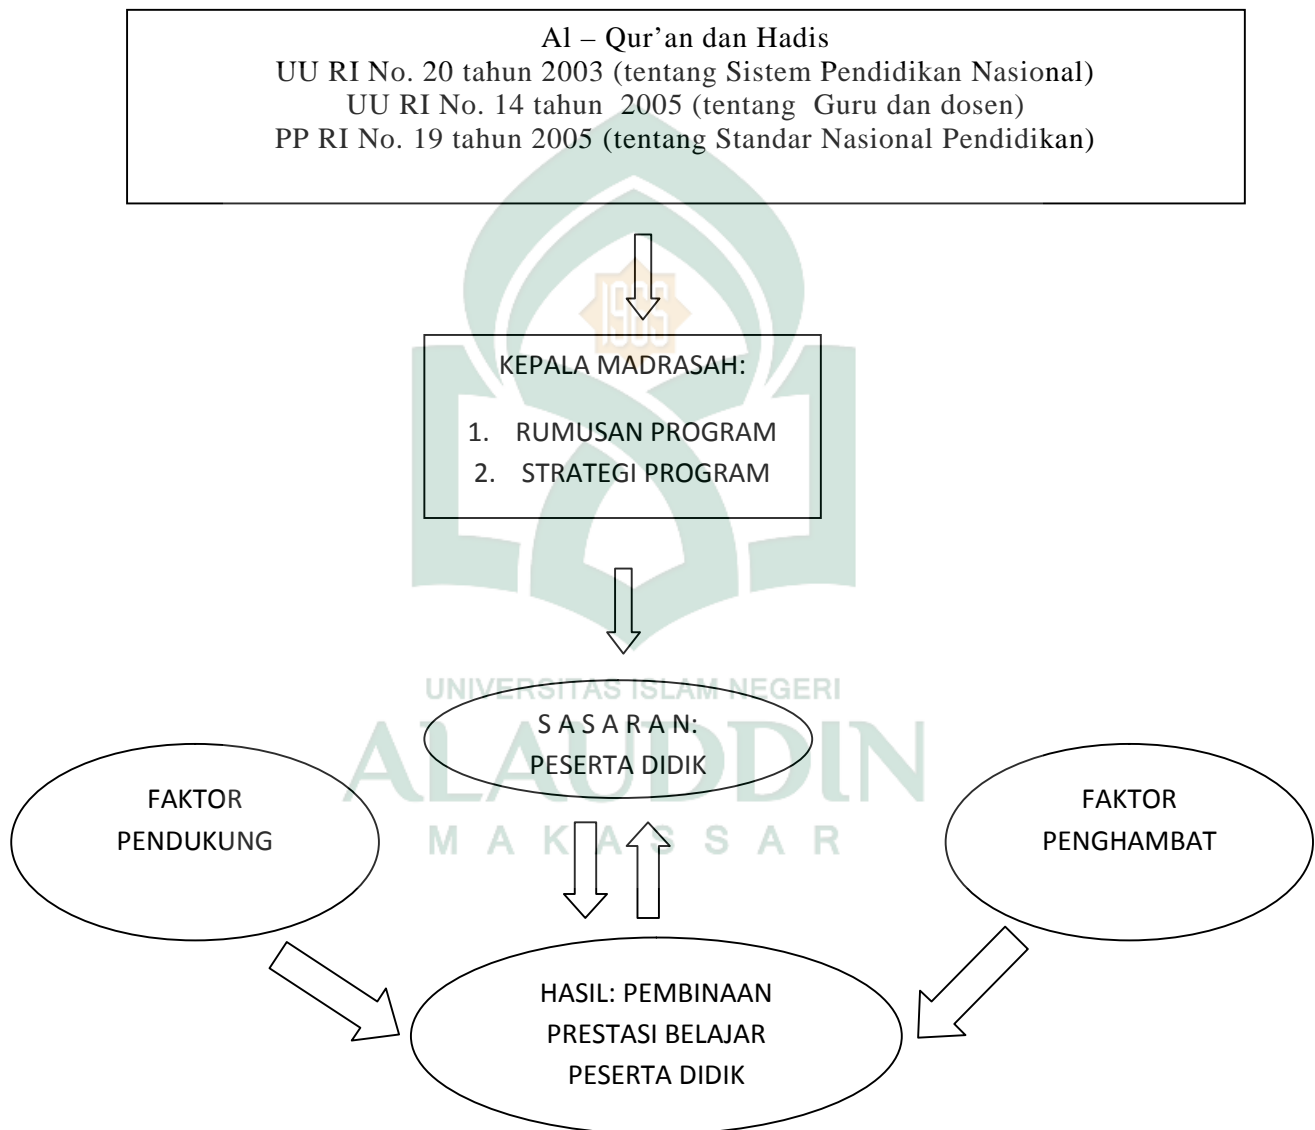 Al – Qur’an dan Hadis
UU RI No. 20 tahun 2003 (tentang Sistem Pendidikan Nasional)
UU RI No. 14 tahun 2005 (tentang Guru dan dosen)
PP RI No. 19 tahun 2005 (tentang Standar Nasional Pendidikan)
1965
KEPALA MADRASAH:
1. RUMUSAN PROGRAM
2. STRATEGI PROGRAM
UNIVERSITAS ISLAM NEGERI
ALAUDDIN
MAKASSAR
S A S A R A N:
PESERTA DIDIK
FAKTOR
PENDUKUNG
FAKTOR
PENGHAMBAT
HASIL: PEMBINAAN
PRESTASI BELAJAR
PESERTA DIDIK